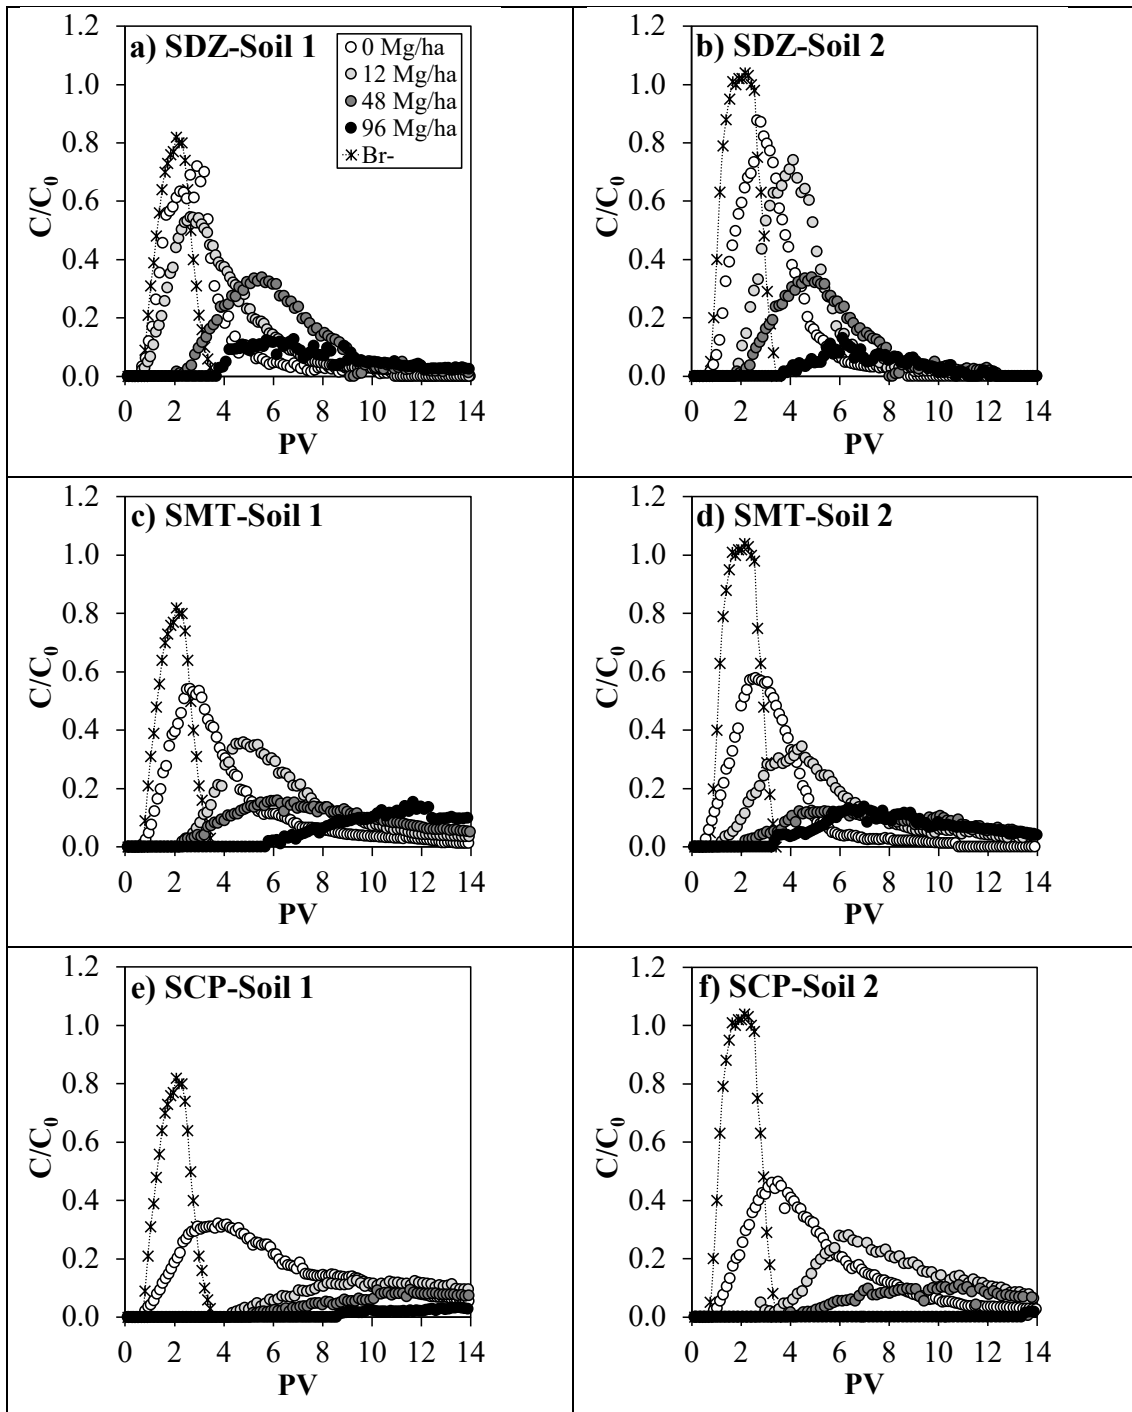 a) SDZ-Soil 1
0 Mg/ha
12 Mg/ha
48 Mg/ha
96 Mg/ha
Br-
1.2
1.0
0.8
0.6
0.4
0.2
0.0
C/C0
0 2 4 6 8 10 12 14
PV
b) SDZ-Soil 2
1.2
1.0
0.8
0.6
0.4
0.2
0.0
C/C0
0 2 4 6 8 10 12 14
PV
c) SMT-Soil 1
1.2
1.0
0.8
0.6
0.4
0.2
0.0
C/C0
0 2 4 6 8 10 12 14
PV
d) SMT-Soil 2
1.2
1.0
0.8
0.6
0.4
0.2
0.0
C/C0
0 2 4 6 8 10 12 14
PV
e) SCP-Soil 1
1.2
1.0
0.8
0.6
0.4
0.2
0.0
C/C0
0 2 4 6 8 10 12 14
PV
f) SCP-Soil 2
1.2
1.0
0.8
0.6
0.4
0.2
0.0
C/C0
0 2 4 6 8 10 12 14
PV